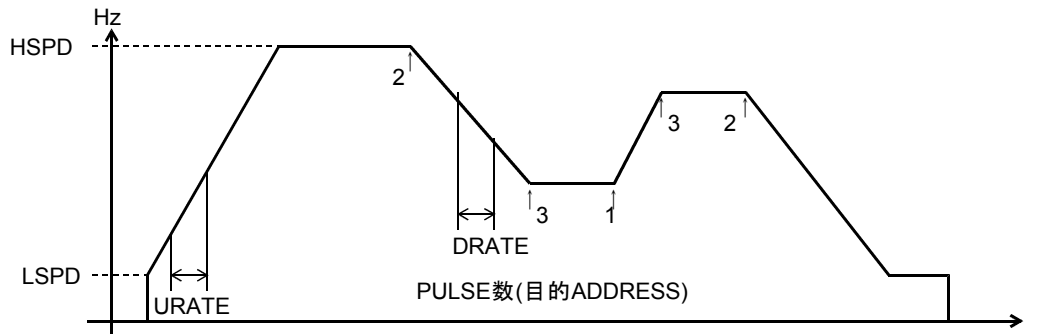 Hz
HSPD
2
3
2
3
1
DRATE
LSPD
URATE
PULSE数(目的ADDRESS)